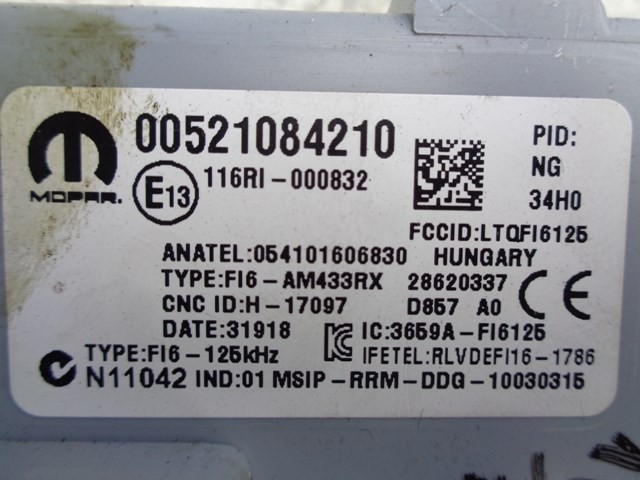 MOPAR.
00521084210
E13
116RI-000832
PID:
NG
34H0
FCCID:LTQFI6125
ANATEL:054101606830 HUNGARY
TYPE:FI6-AM433RX 28620337
CNC ID:H-17097 D857 A0
CE
DATE:31918 IC:3659A-FI6125
TYPE:FI6-125kHz IFETEL:RLVDEFI16-1786
N11042 IND:01 MSIP-RRM-DDG-10030315